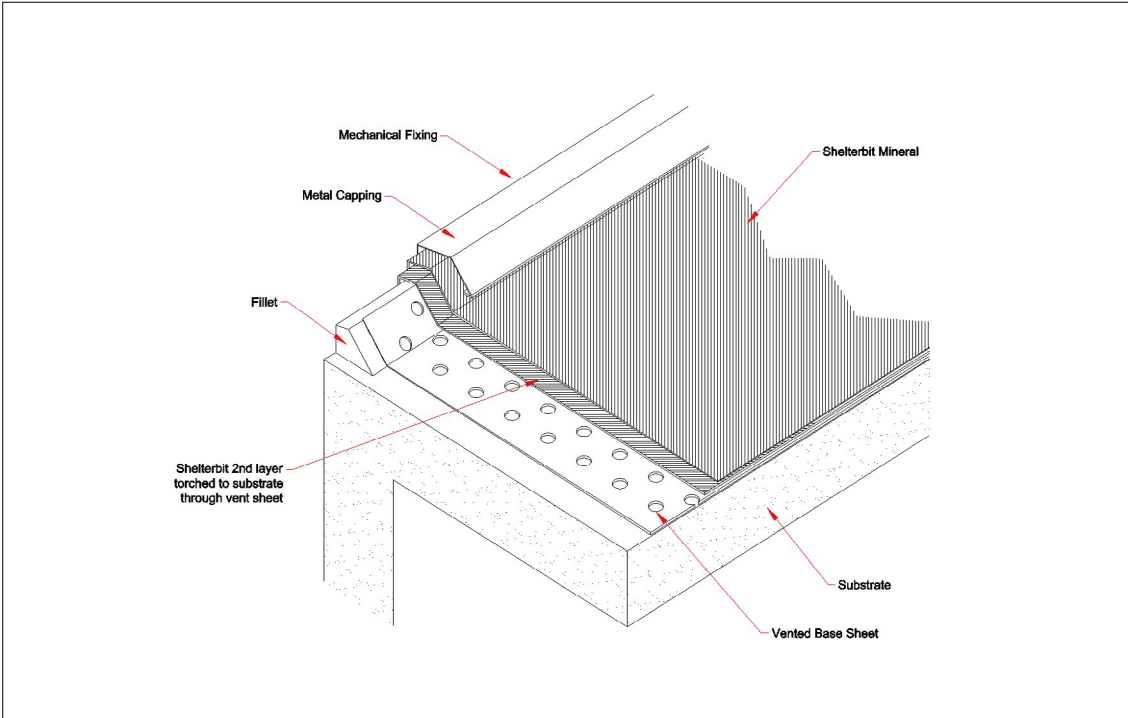 Mechanical Fixing
Shelterbit Mineral
Metal Capping
Fillet
Shelterbit 2nd layer
torched to substrate
through vent sheet
Substrate
Vented Base Sheet